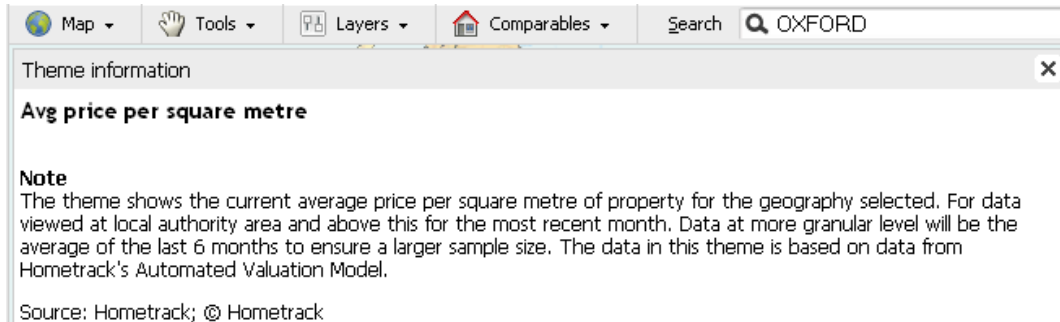 Map Tools Layers Comparables Search OXFORD
Theme information
Avg price per square metre
Note
The theme shows the current average price per square metre of property for the geography selected. For data
viewed at local authority area and above this for the most recent month. Data at more granular level will be the
average of the last 6 months to ensure a larger sample size. The data in this theme is based on data from
Hometrack's Automated Valuation Model.
Source: Hometrack; © Hometrack